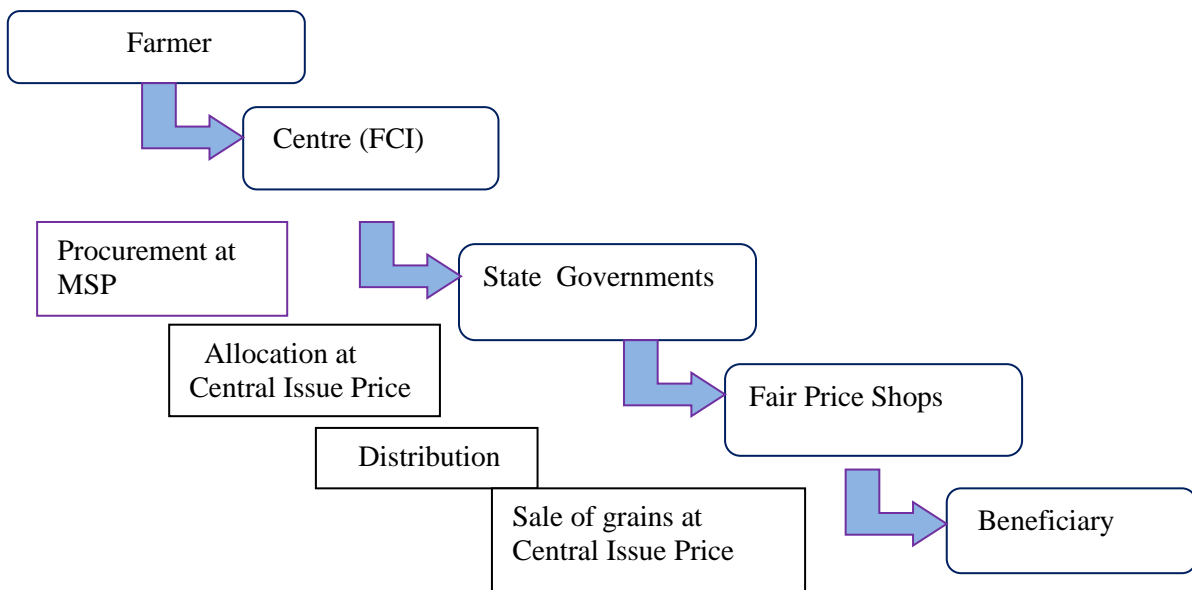 Farmer
Centre (FCI)
Procurement at
MSP
State Governments
Allocation at
Central Issue Price
Fair Price Shops
Distribution
Sale of grains at
Central Issue Price
Beneficiary